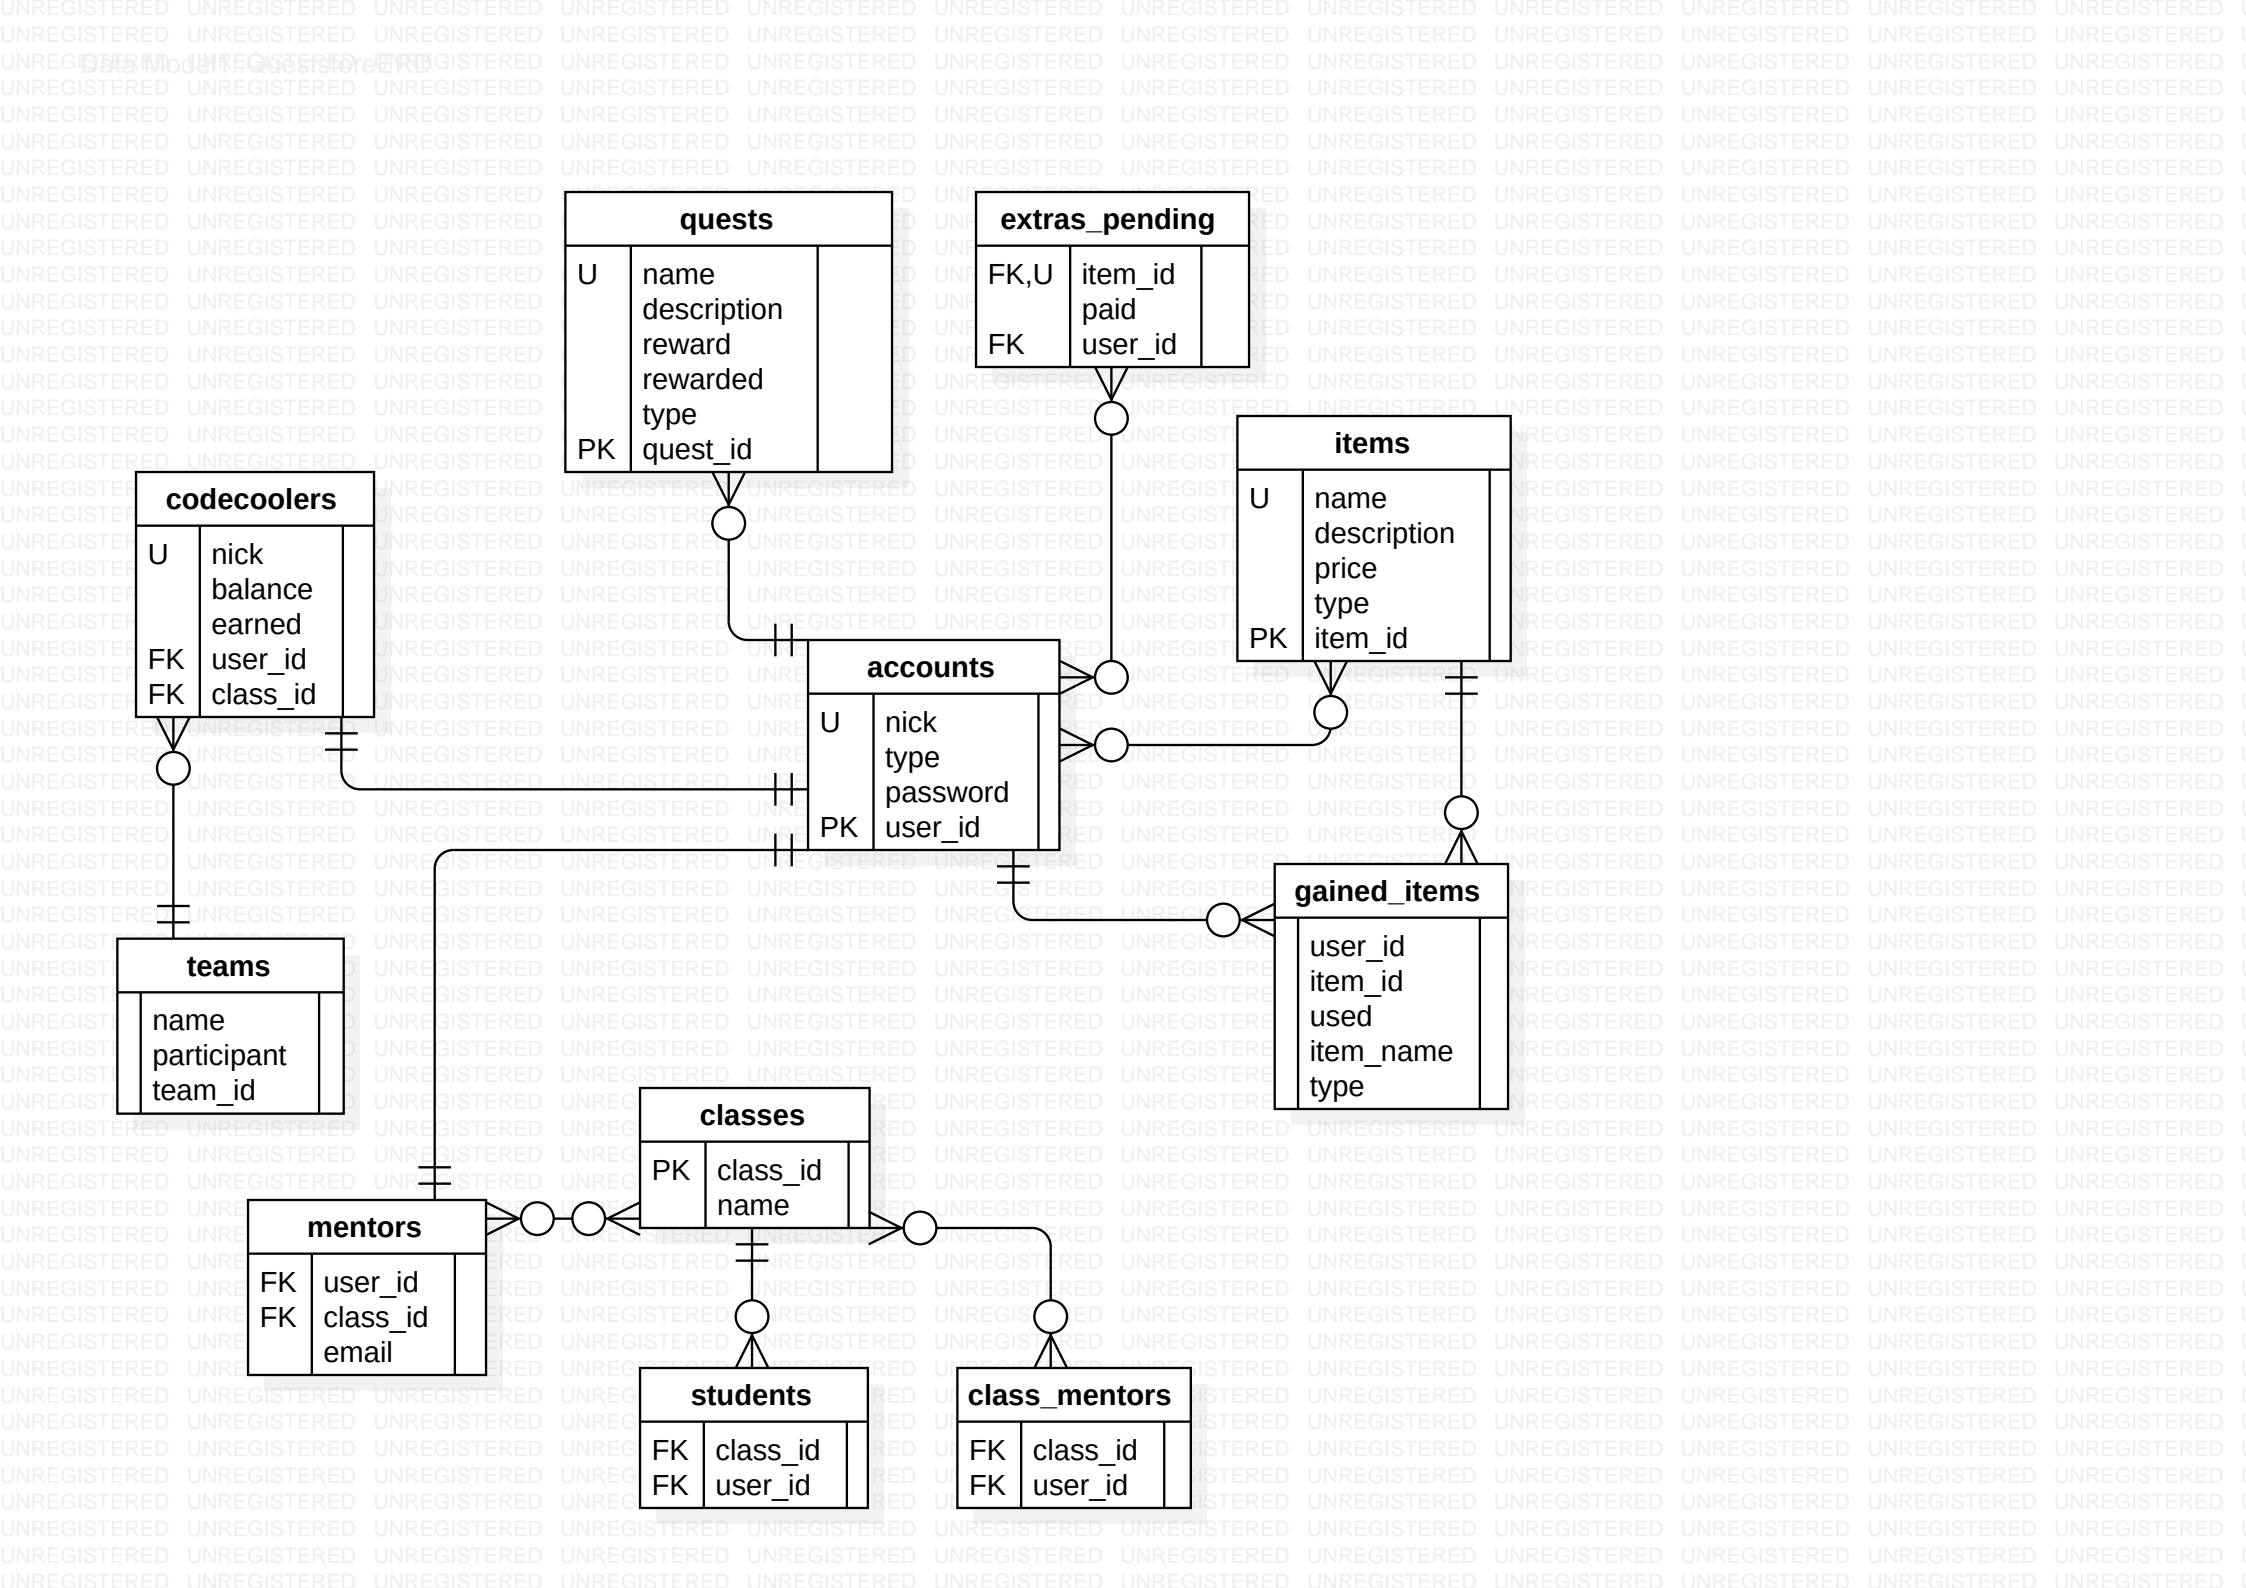 Data Model1::QueststoreERD
quests
U name
description
reward
rewarded
type
PK quest_id
extras_pending
FK,U item_id
paid
FK user_id
items
U name
description
price
type
PK item_id
codecoolers
U nick
balance
earned
FK user_id
FK class_id
accounts
U nick
type
password
PK user_id
gained_items
user_id
item_id
used
item_name
type
teams
name
participant
team_id
classes
PK class_id
name
mentors
FK user_id
FK class_id
email
students
FK class_id
FK user_id
class_mentors
FK class_id
FK user_id
UNREGISTERED